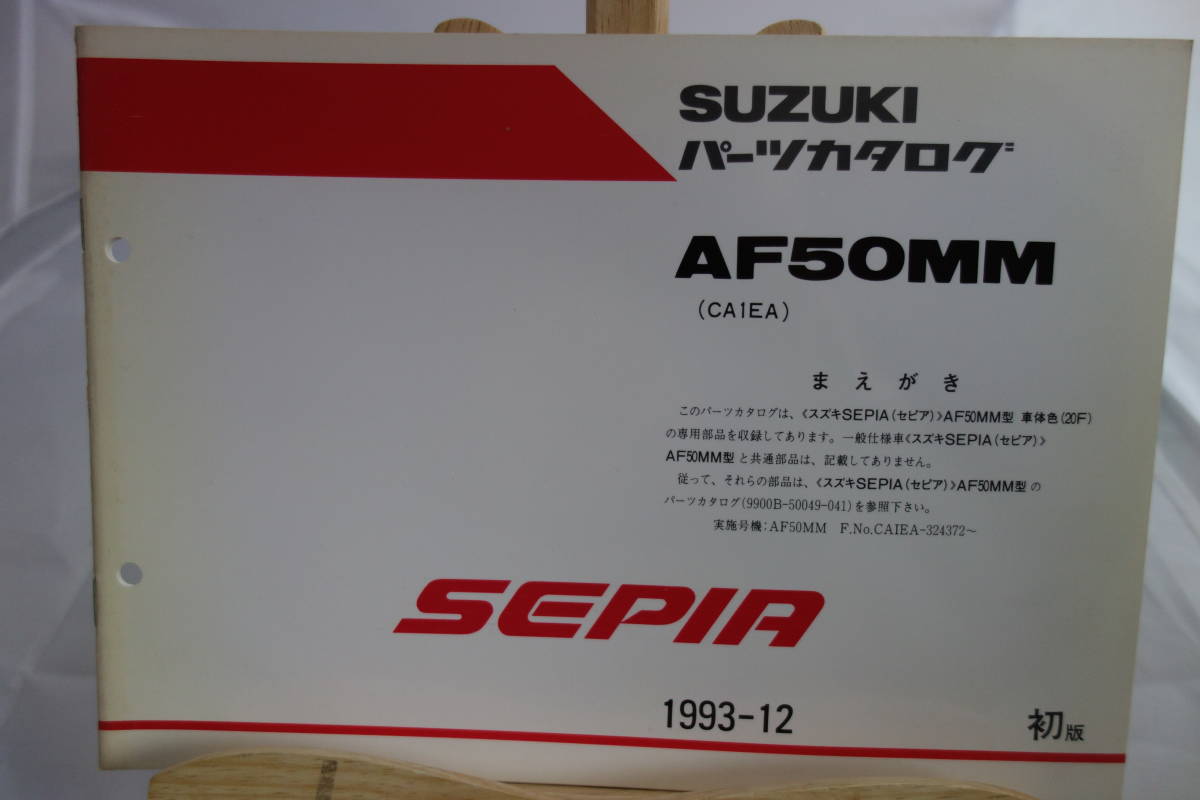 SUZUKI
パーツカタログ
AF50MM
(CA1EA)
まえがき
このパーツカタログは、《スズキSEPIA(セピア)》AF50MM型 車体色(20F)
の専用部品を収録してあります。一般仕様車《スズキSEPIA(セピア)》
AF50MM型と共通部品は、記載してありません。
従って、それらの部品は、《スズキSEPIA(セピア)》AF50MM型の
パーツカタログ(9900B-50049-041)を参照下さい。
実施号機:AF50MM F.No.CA1EA-324372~
SEPIA
1993-12
初版